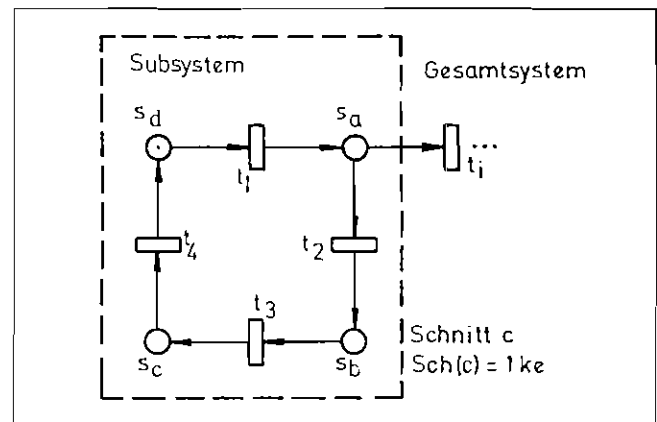 Subsystem
Gesamtsystem
s_d
s_a
t_1
t_i
...
t_4
t_2
t_3
s_c
s_b
Schnitt c
Sch(c) = 1 ke